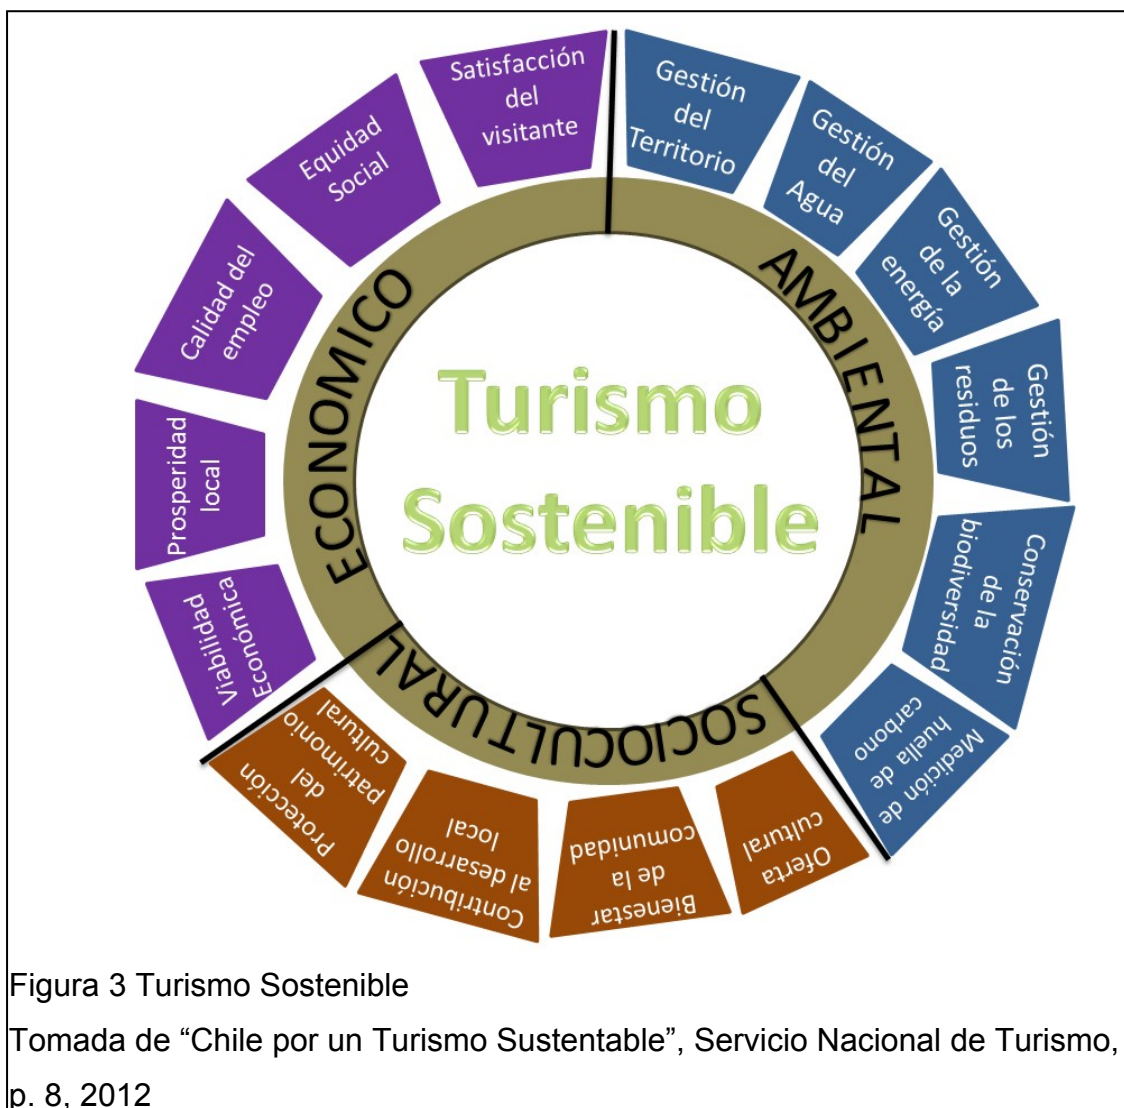 Satisfacción
del
visitante
Gestión
del
Territorio
Gestión
del
Agua
Gestión
de la
energía
Gestión
de los
residuos
Conservación
de la
biodiversidad
Medición de
huella de
carbono
Oferta
cultural
Bienestar
de la
comunidad
Contribución
al desarrollo
local
Protección
del
patrimonio
cultural
Viabilidad
Económica
Prosperidad
local
Calidad del
empleo
Equidad
Social
AMBIENTAL
SOCIOCULTURAL
ECONOMICO
Turismo
Sostenible
Figura 3 Turismo Sostenible
Tomada de “Chile por un Turismo Sustentable”, Servicio Nacional de Turismo,
p. 8, 2012